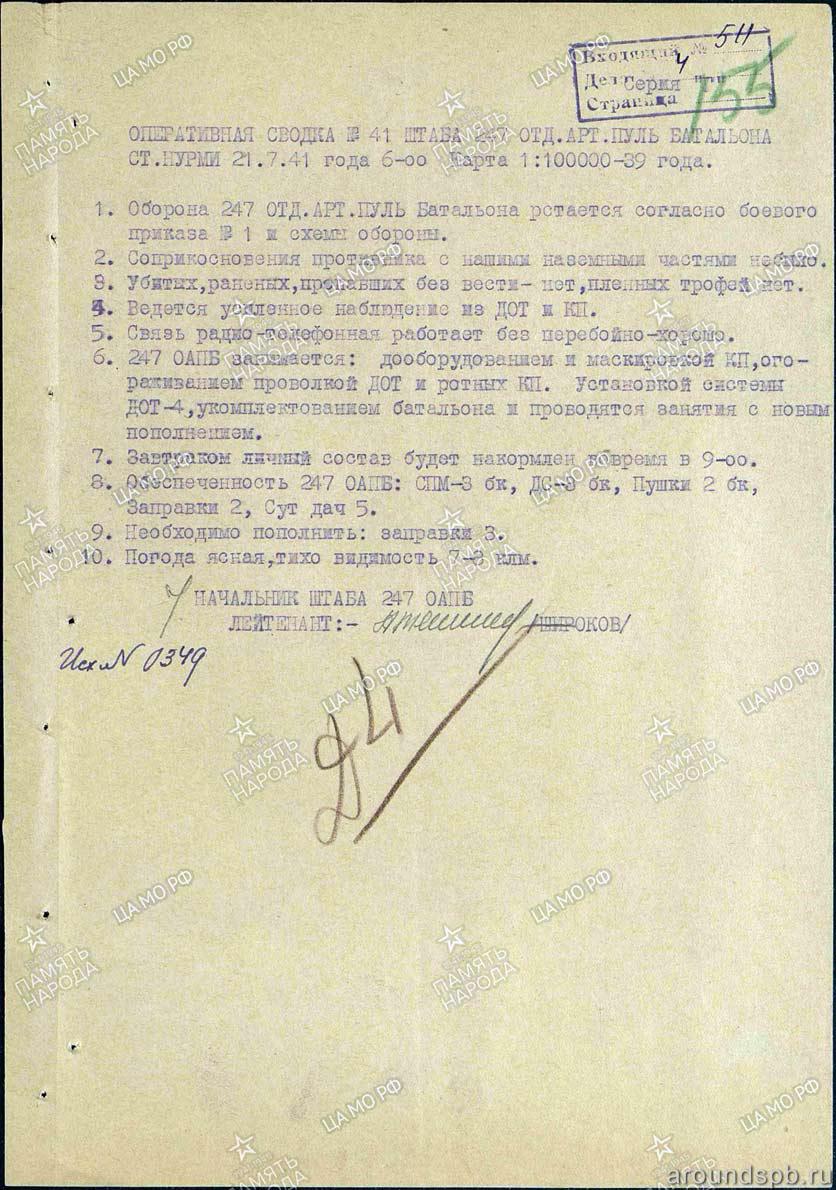 Входящий № 511
Дел 4
Серия
Страница
155
ОПЕРАТИВНАЯ СВОДКА № 41 ШТАБА 247 ОТД.АРТ.ПУЛЬ БАТАЛЬОНА
СТ.НУРМИ 21.7.41 года 6-оо Карта 1:100000-39 года.
1. Оборона 247 ОТД.АРТ.ПУЛЬ Батальона остается согласно боевого
приказа № 1 и схемы обороны.
2. Соприкосновения противника с нашими наземными частями небыло.
3. Убитых,раненых,пропавших без вести- нет,пленных трофей нет.
4. Ведется усиленное наблюдение из ДОТ и КП.
5. Связь радио-телефонная работает без перебойно-хорошо.
6. 247 ОАПБ занимается: дооборудованием и маскировкой КП,ого-
раживанием проволкой ДОТ и ротных КП. Установкой системы
ДОТ-4,укомплектованием батальона и проводятся занятия с новым
пополнением.
7. Завтраком личный состав будет накормлен вовремя в 9-оо.
8. Обеспеченность 247 ОАПБ: СПМ-3 бк, ДС-3 бк, Пушки 2 бк,
Заправки 2, Сут дач 5.
9. Необходимо пополнить: заправки 3.
10. Погода ясная,тихо видимость 7-8 клм.
НАЧАЛЬНИК ШТАБА 247 ОАПБ
ЛЕЙТЕНАНТ:- /ШИРОКОВ/
Исх N 0349
ПАМЯТЬ НАРОДА
ЦАМО.РФ
aroundspb.ru